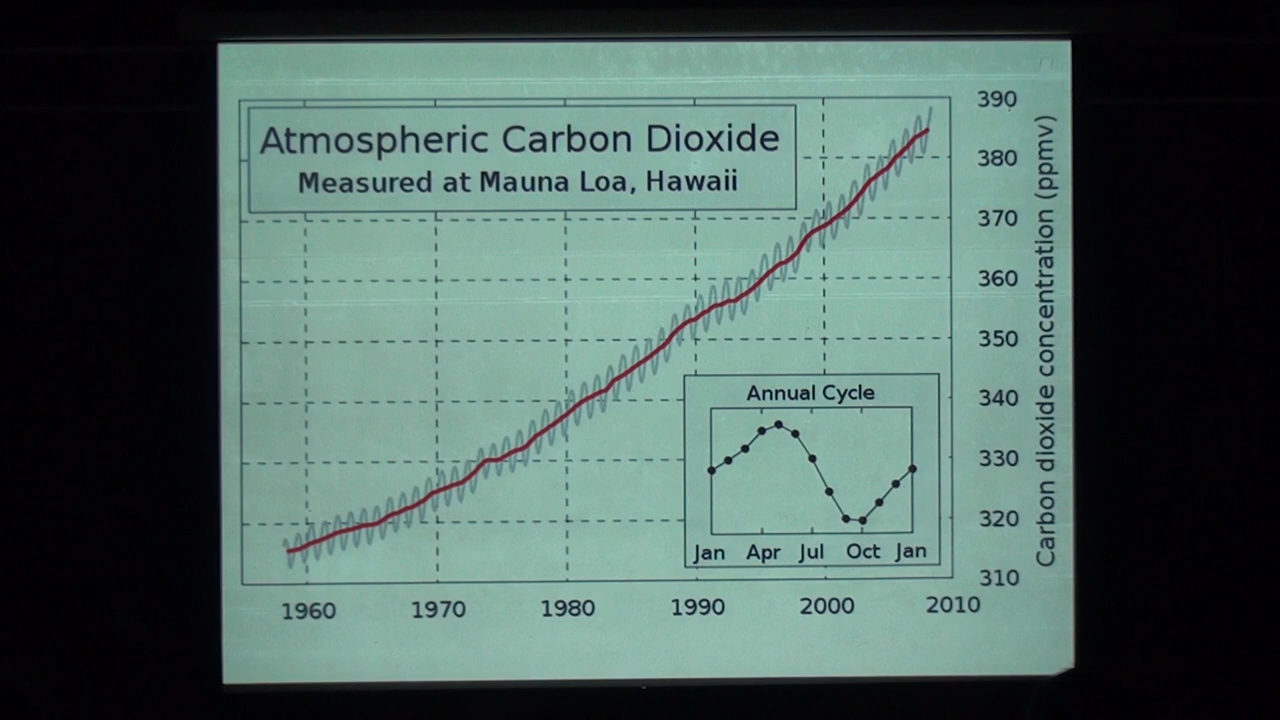 Atmospheric Carbon Dioxide
Measured at Mauna Loa, Hawaii
390
380
370
360
350
340
330
320
310
Carbon dioxide concentration (ppmv)
Annual Cycle
Jan Apr Jul Oct Jan
1960 1970 1980 1990 2000 2010